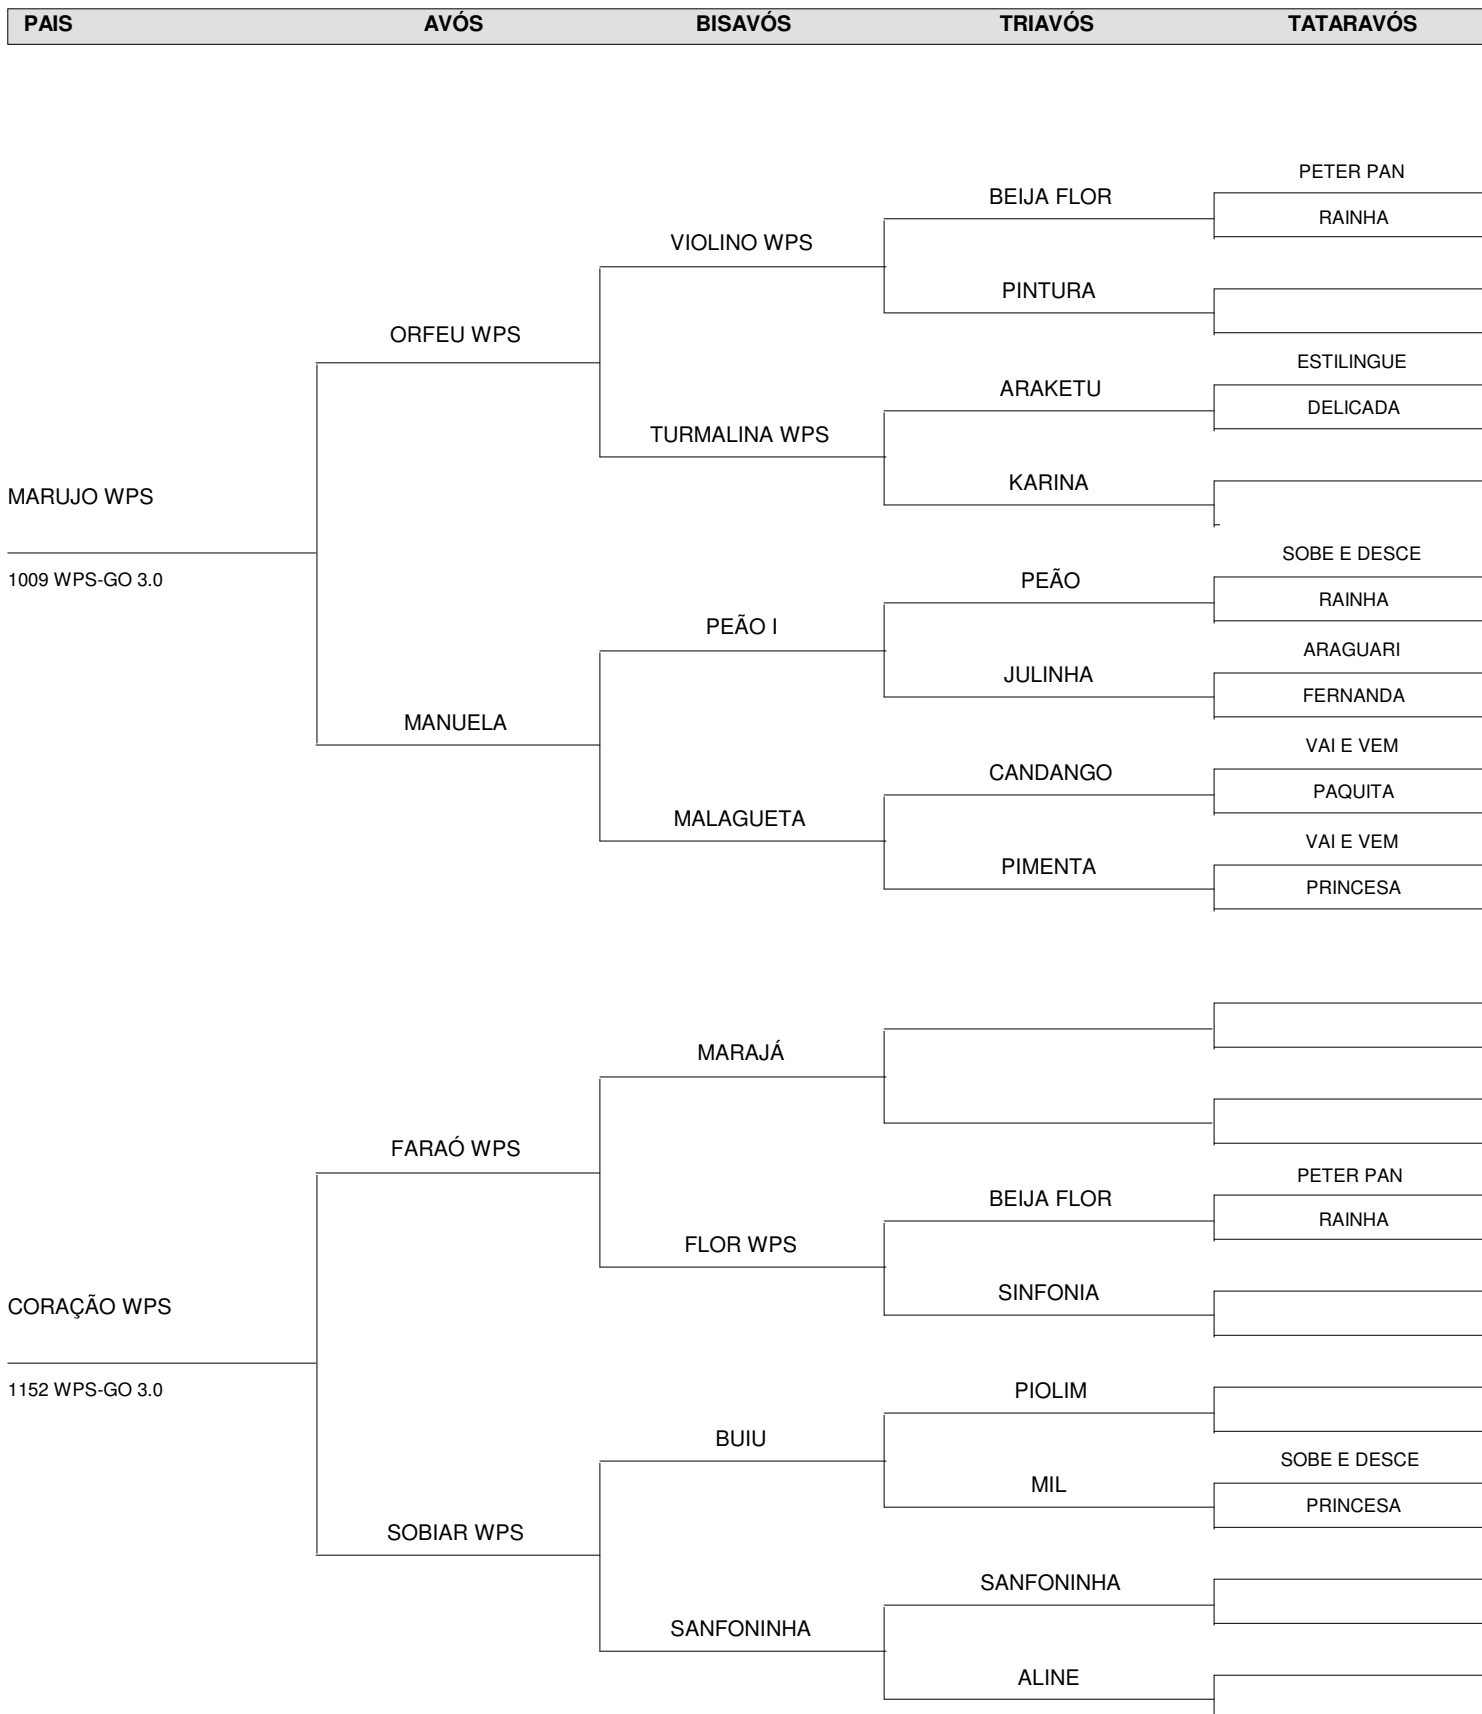 PAIS AVÓS BISAVÓS TRIAVÓS TATARAVÓS
PETER PAN
BEIJA FLOR
RAINHA
VIOLINO WPS
PINTURA
ORFEU WPS
ESTILINGUE
ARAKETU
DELICADA
TURMALINA WPS
KARINA
MARUJO WPS
SOBE E DESCE
1009 WPS-GO 3.0
PEÃO
RAINHA
PEÃO I
ARAGUARI
JULINHA
FERNANDA
MANUELA
VAI E VEM
CANDANGO
PAQUITA
MALAGUETA
VAI E VEM
PIMENTA
PRINCESA
MARAJÁ
FARAÓ WPS
PETER PAN
BEIJA FLOR
RAINHA
FLOR WPS
SINFONIA
CORAÇÃO WPS
1152 WPS-GO 3.0
PIOLIM
BUIU
SOBE E DESCE
MIL
PRINCESA
SOBIAR WPS
SANFONINHA
SANFONINHA
ALINE